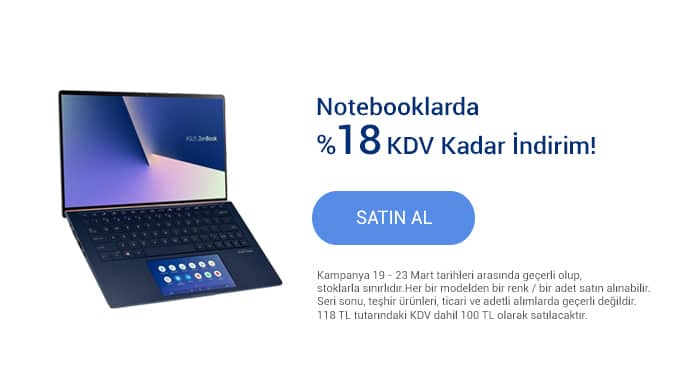 Notebooklarda
%18 KDV Kadar İndirim!
ASUS ZenBook
SATIN AL
Kampanya 19 - 23 Mart tarihleri arasında geçerli olup,
stoklarla sınırlıdır.Her bir modelden bir renk / bir adet satın alınabilir.
Seri sonu, teşhir ürünleri, ticari ve adetli alımlarda geçerli değildir.
118 TL tutarındaki KDV dahil 100 TL olarak satılacaktır.